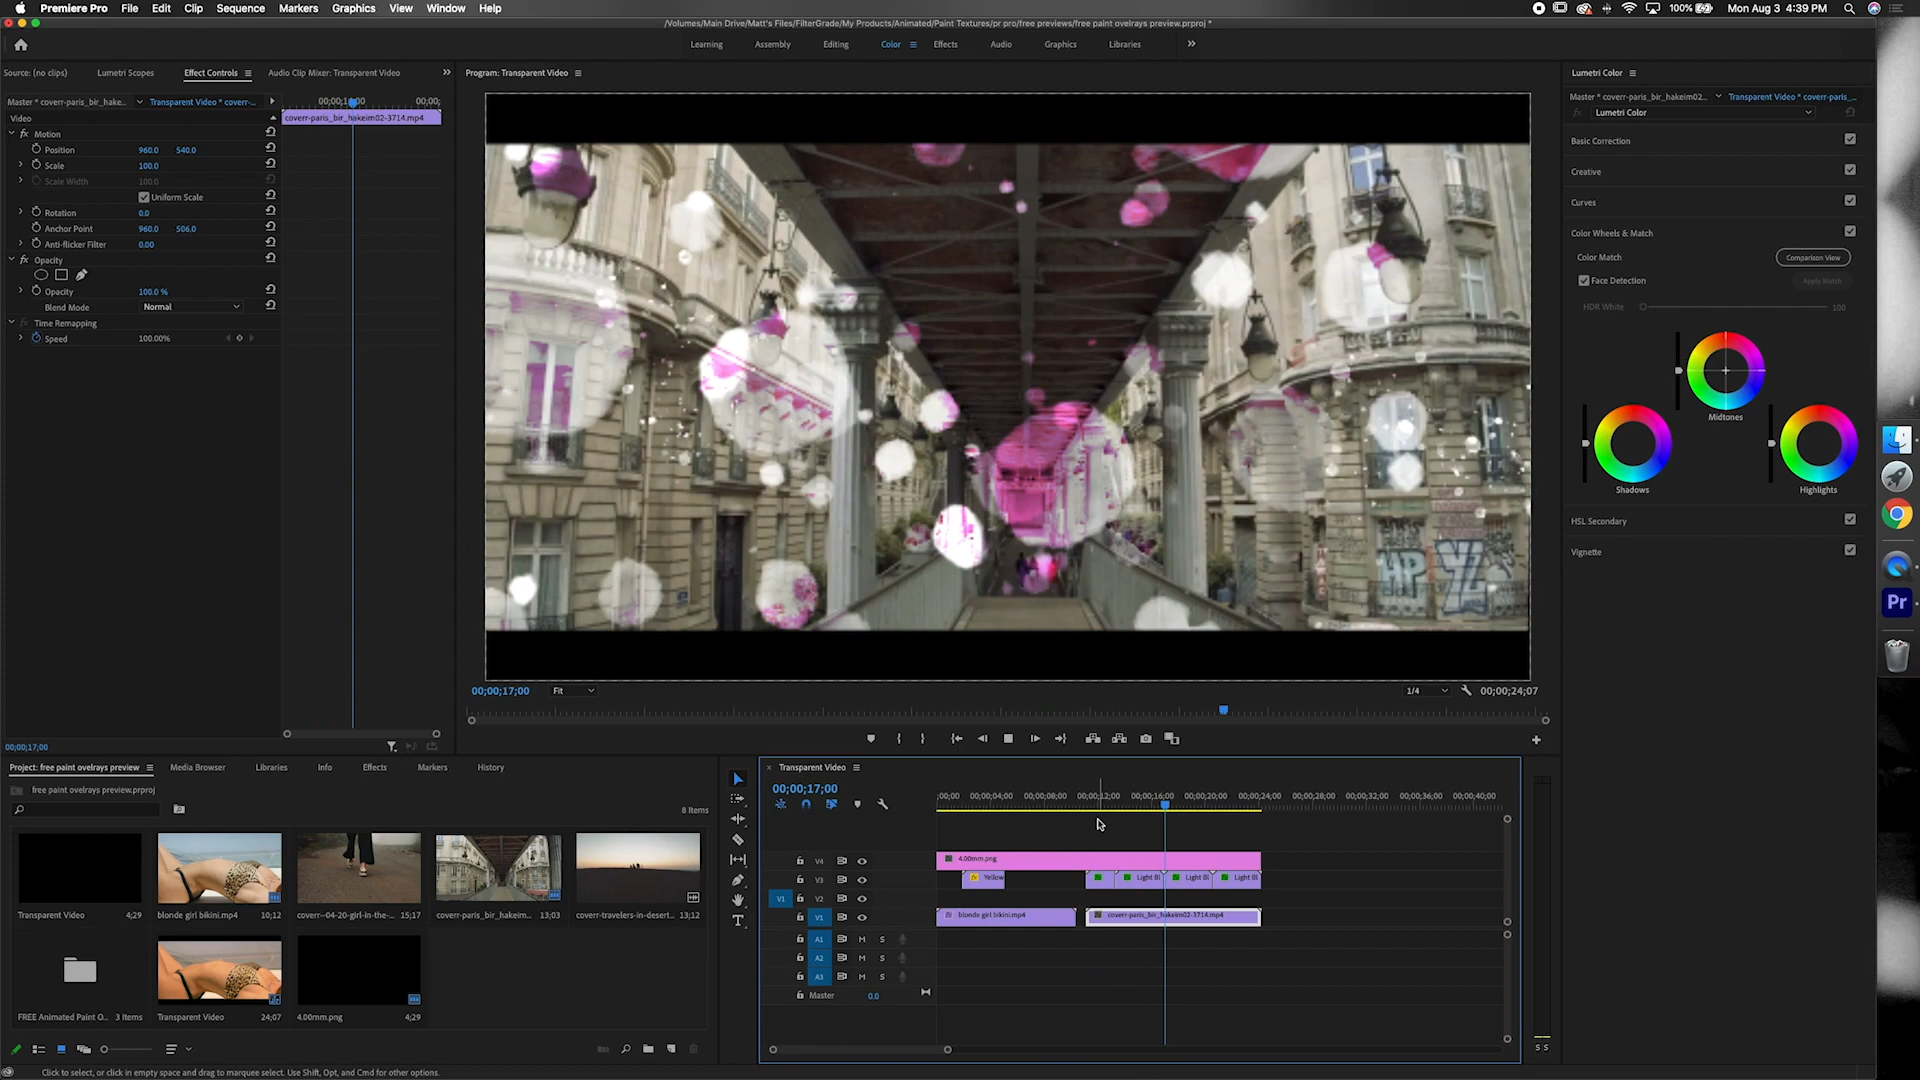 Premiere Pro File Edit Clip Sequence Markers Graphics View Window Help 100% Mon Aug 3 4:39 PM
/Volumes/Main Drive/Matt's Files/FilterGrade/My Products/Animated/Paint Textures/pr pro/free previews/free paint ovelrays preview.prproj *
Learning Assembly Editing Color Effects Audio Graphics Libraries
Source: (no clips) Lumetri Scopes Effect Controls Audio Clip Mixer: Transparent Video
Program: Transparent Video
Lumetri Color
Master * coverr-paris_bir_hake... Transparent Video * coverr-...
Video
coverr-paris_bir_hakeim02-3714.mp4
Motion
Position 960.0 540.0
Scale 100.0
Scale Width 100.0
Uniform Scale
Rotation 0.0
Anchor Point 960.0 506.0
Anti-flicker Filter 0.00
Opacity
Opacity 100.0 %
Blend Mode Normal
Time Remapping
Speed 100.00%
00;00;17;00
HP
00;00;17;00 Fit 1/4 00;00;24;07
Master * coverr-paris_bir_hakeim02... Transparent Video * coverr-paris_...
Lumetri Color
Basic Correction
Creative
Curves
Color Wheels & Match
Color Match Comparison View
Face Detection Apply Match
HDR White 100
Midtones
Shadows Highlights
HSL Secondary
Vignette
Pr
Project: free paint ovelrays preview Media Browser Libraries Info Effects Markers History
free paint ovelrays preview.prproj
8 Items
Transparent Video 4;29
blonde girl bikini.mp4 10;12
coverr--04-20-girl-in-the-... 15;17
coverr-paris_bir_hakeim... 13;03
coverr-travelers-in-desert... 13;12
FREE Animated Paint O... 3 Items
Transparent Video 24;07
4.00mm.png 4;29
Transparent Video
00;00;17;00
;00;00 00;00;04;00 00;00;08;00 00;00;12;00 00;00;16;00 00;00;20;00 00;00;24;00 00;00;28;00 00;00;32;00 00;00;36;00 00;00;40;00
V4 4.00mm.png
V3 Yellow Light Bl Light Bl Light Bl
V1 V2
V1 blonde girl bikini.mp4 coverr-paris_bir_hakeim02-3714.mp4
A1 M S
A2 M S
A3 M S
Master 0.0
S S
Click to select, or click in empty space and drag to marquee select. Use Shift, Opt, and Cmd for other options.